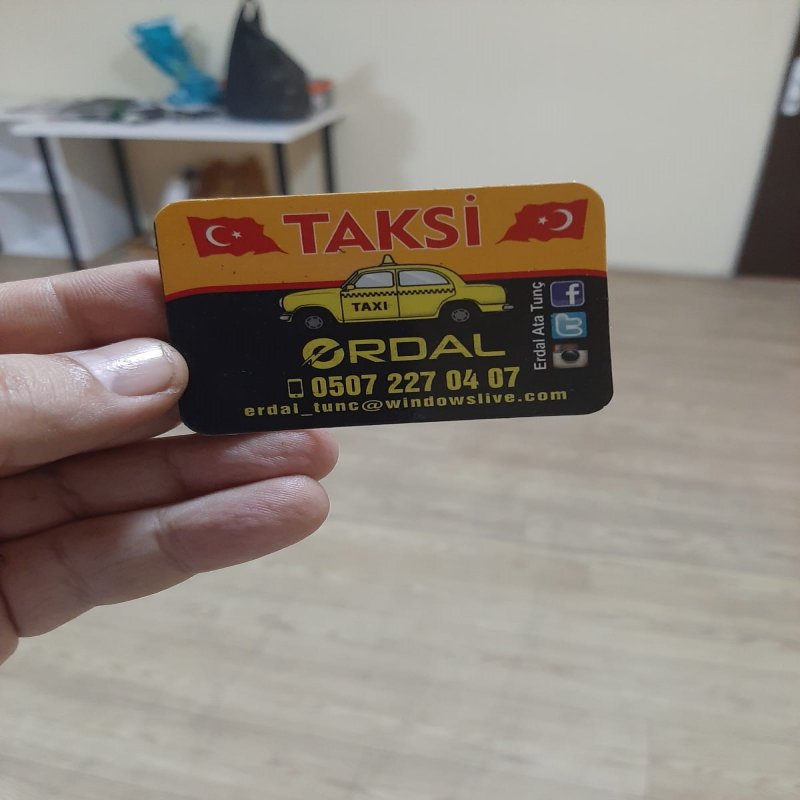 TAKSİ
TAXI
ERDAL
0507 227 04 07
erdal_tunc@windowslive.com
Erdal Ata Tunç